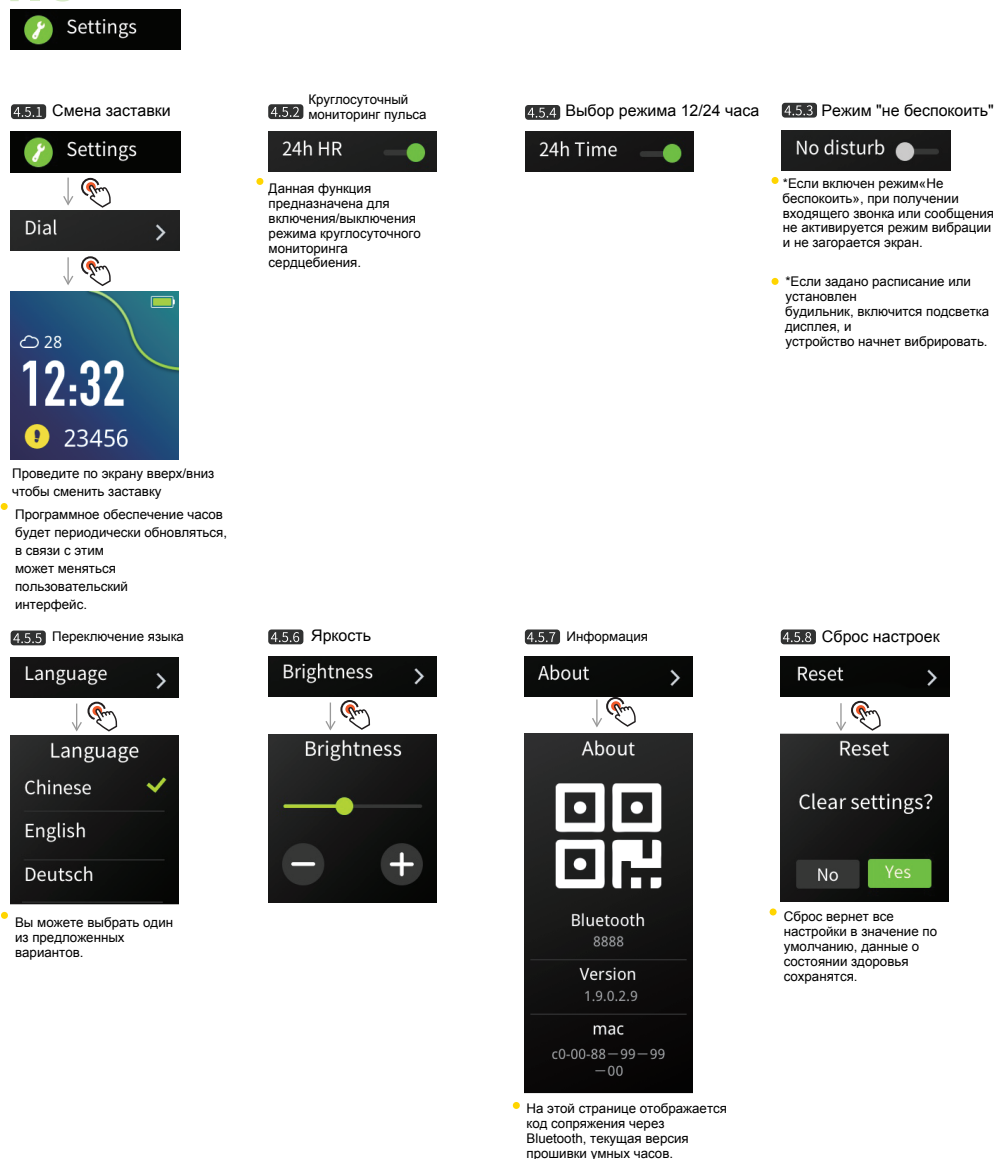 Settings
4.5.1 Смена заставки
Settings
Dial
28
12:32
23456
Проведите по экрану вверх/вниз
чтобы сменить заставку
Программное обеспечение часов
будет периодически обновляться,
в связи с этим
может меняться
пользовательский
интерфейс.
4.5.2 Круглосуточный
мониторинг пульса
24h HR
Данная функция
предназначена для
включения/выключения
режима круглосуточного
мониторинга
сердцебиения.
4.5.4 Выбор режима 12/24 часа
24h Time
4.5.3 Режим "не беспокоить"
No disturb
*Если включен режим«Не
беспокоить», при получении
входящего звонка или сообщения
не активируется режим вибрации
и не загорается экран.
*Если задано расписание или
установлен
будильник, включится подсветка
дисплея, и
устройство начнет вибрировать.
4.5.5 Переключение языка
Language
Language
Chinese
English
Deutsch
Вы можете выбрать один
из предложенных
вариантов.
4.5.6 Яркость
Brightness
Brightness
4.5.7 Информация
About
About
Bluetooth
8888
Version
1.9.0.2.9
mac
c0-00-88－99－99
－00
На этой странице отображается
код сопряжения через
Bluetooth, текущая версия
прошивки умных часов.
4.5.8 Сброс настроек
Reset
Reset
Clear settings?
No Yes
Сброс вернет все
настройки в значение по
умолчанию, данные о
состоянии здоровья
сохранятся.